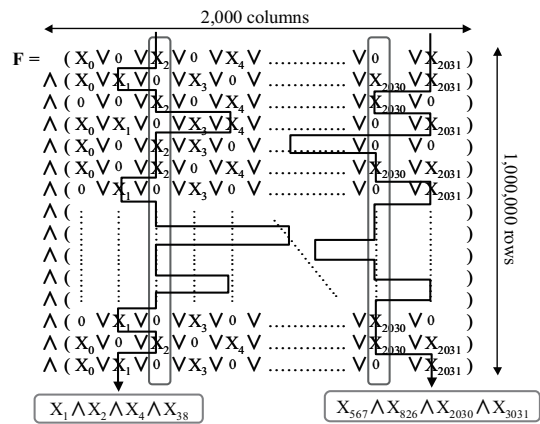 2,000 columns
F = ( X₀ ∨ 0 ∨ X₂ ∨ 0 ∨ X₄ ∨ ............ ∨ 0 ∨ X₂₀₃₁ )
∧ ( X₀ ∨ X₁ ∨ 0 ∨ X₃ ∨ 0 ∨ ............ ∨ X₂₀₃₀ ∨ X₂₀₃₁ )
∧ ( 0 ∨ 0 ∨ X₂ ∨ 0 ∨ X₄ ∨ ............ ∨ X₂₀₃₀ ∨ 0 )
∧ ( X₀ ∨ X₁ ∨ 0 ∨ X₃ ∨ X₄ ∨ ............ ∨ 0 ∨ X₂₀₃₁ )
∧ ( X₀ ∨ 0 ∨ X₂ ∨ X₃ ∨ 0 ∨ ............ ∨ 0 ∨ 0 )
∧ ( X₀ ∨ 0 ∨ X₂ ∨ 0 ∨ X₄ ∨ ............ ∨ X₂₀₃₀ ∨ X₂₀₃₁ )
∧ ( 0 ∨ X₁ ∨ 0 ∨ X₃ ∨ 0 ∨ ............ ∨ 0 ∨ X₂₀₃₁ )
∧ ( )
∧ ( )
∧ ( )
∧ ( )
∧ ( )
∧ ( 0 ∨ X₁ ∨ 0 ∨ X₃ ∨ 0 ∨ ............ ∨ X₂₀₃₀ ∨ 0 )
∧ ( X₀ ∨ 0 ∨ X₂ ∨ 0 ∨ X₄ ∨ ............ ∨ X₂₀₃₀ ∨ X₂₀₃₁ )
∧ ( X₀ ∨ X₁ ∨ 0 ∨ X₃ ∨ 0 ∨ ............ ∨ 0 ∨ X₂₀₃₁ )
1,000,000 rows
X₁ ∧ X₂ ∧ X₄ ∧ X₃₈
X₅₆₇ ∧ X₈₂₆ ∧ X₂₀₃₀ ∧ X₃₀₃₁